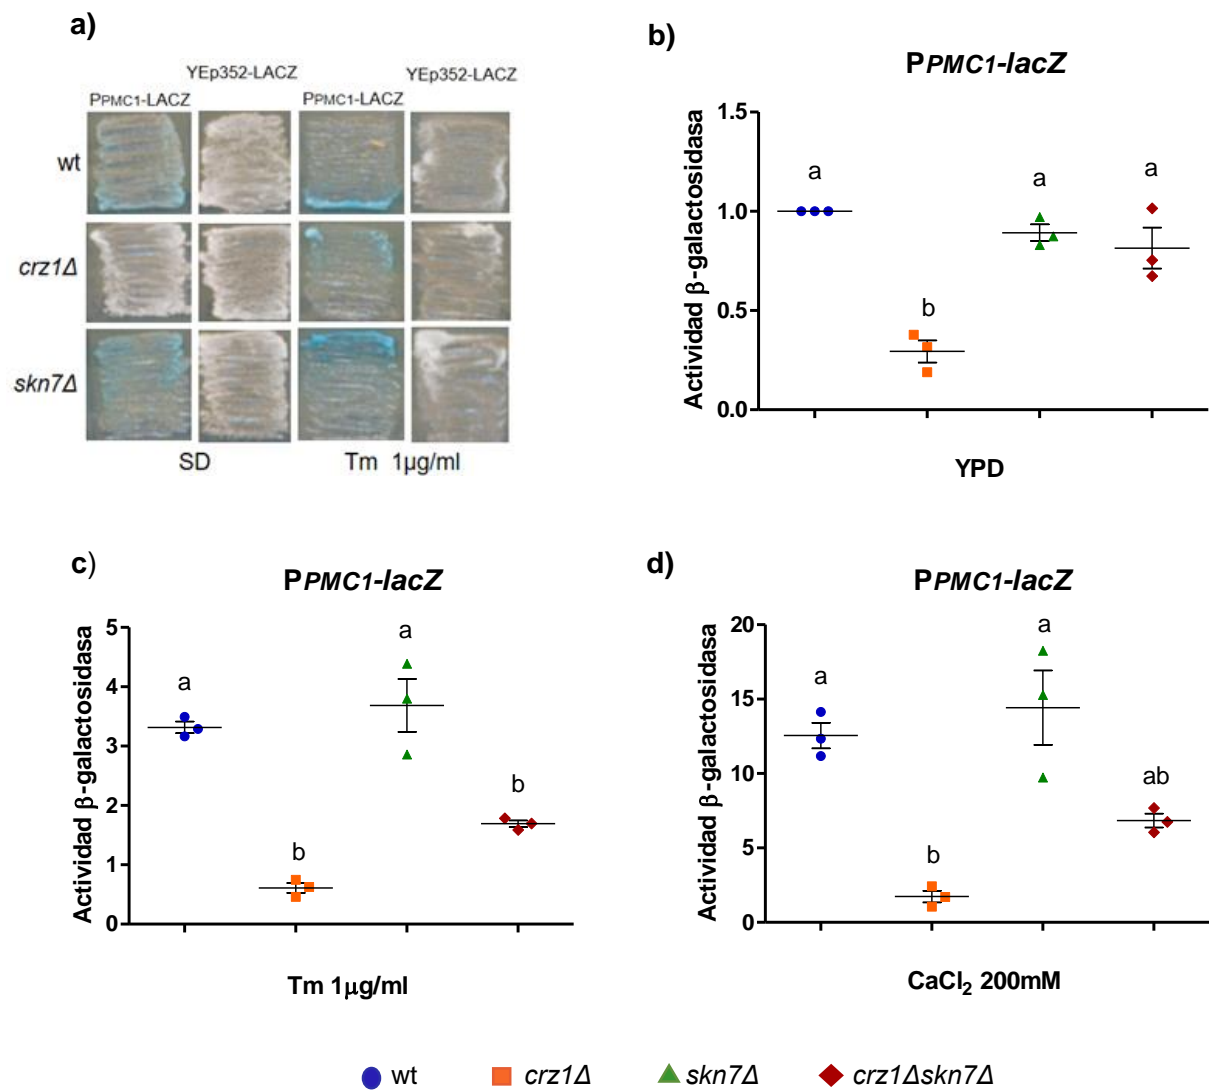 a)
YEp352-LACZ
YEp352-LACZ
PPMC1-LACZ
PPMC1-LACZ
wt
crz1Δ
skn7Δ
SD
Tm 1µg/ml
b)
PPMC1-lacZ
Actividad β-galactosidasa
1.5
1.0
0.5
0.0
a
b
a
a
YPD
c)
PPMC1-lacZ
Actividad β-galactosidasa
5
4
3
2
1
0
a
b
a
b
Tm 1µg/ml
d)
PPMC1-lacZ
Actividad β-galactosidasa
20
15
10
5
0
a
b
a
ab
CaCl₂ 200mM
wt
crz1Δ
skn7Δ
crz1Δskn7Δ